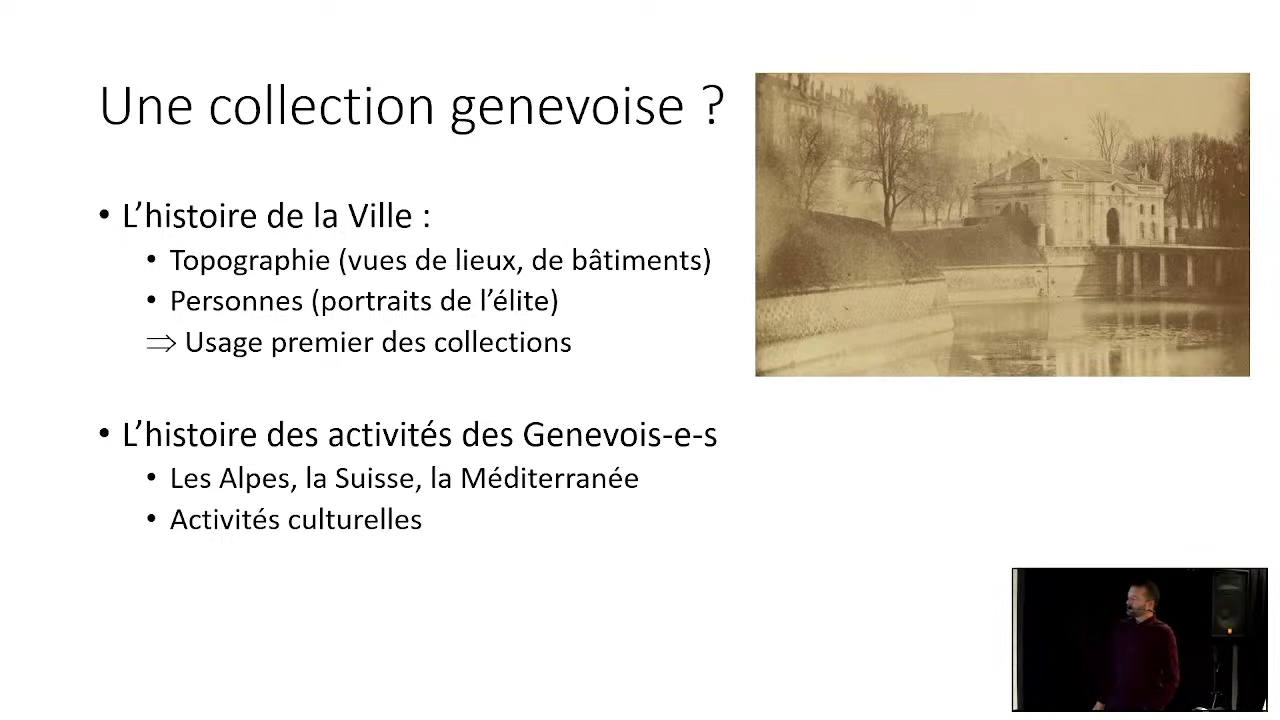 Une collection genevoise ?
• L’histoire de la Ville :
• Topographie (vues de lieux, de bâtiments)
• Personnes (portraits de l’élite)
⇒ Usage premier des collections
• L’histoire des activités des Genevois-e-s
• Les Alpes, la Suisse, la Méditerranée
• Activités culturelles